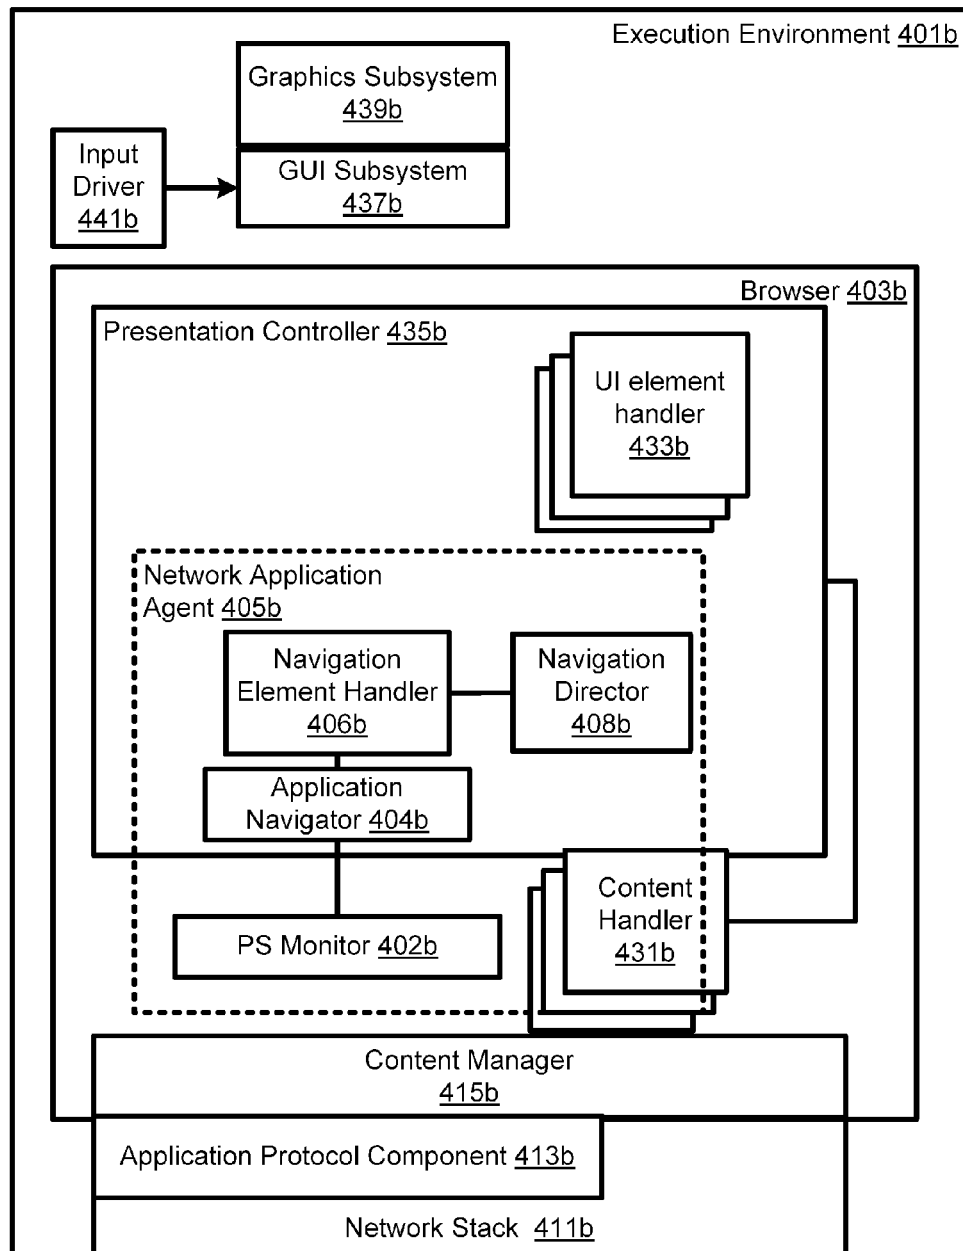 Execution Environment 401b
Graphics Subsystem
439b
Input
Driver
441b
GUI Subsystem
437b
Browser 403b
Presentation Controller 435b
UI element
handler
433b
Network Application
Agent 405b
Navigation
Element Handler
406b
Navigation
Director
408b
Application
Navigator 404b
Content
Handler
431b
PS Monitor 402b
Content Manager
415b
Application Protocol Component 413b
Network Stack 411b